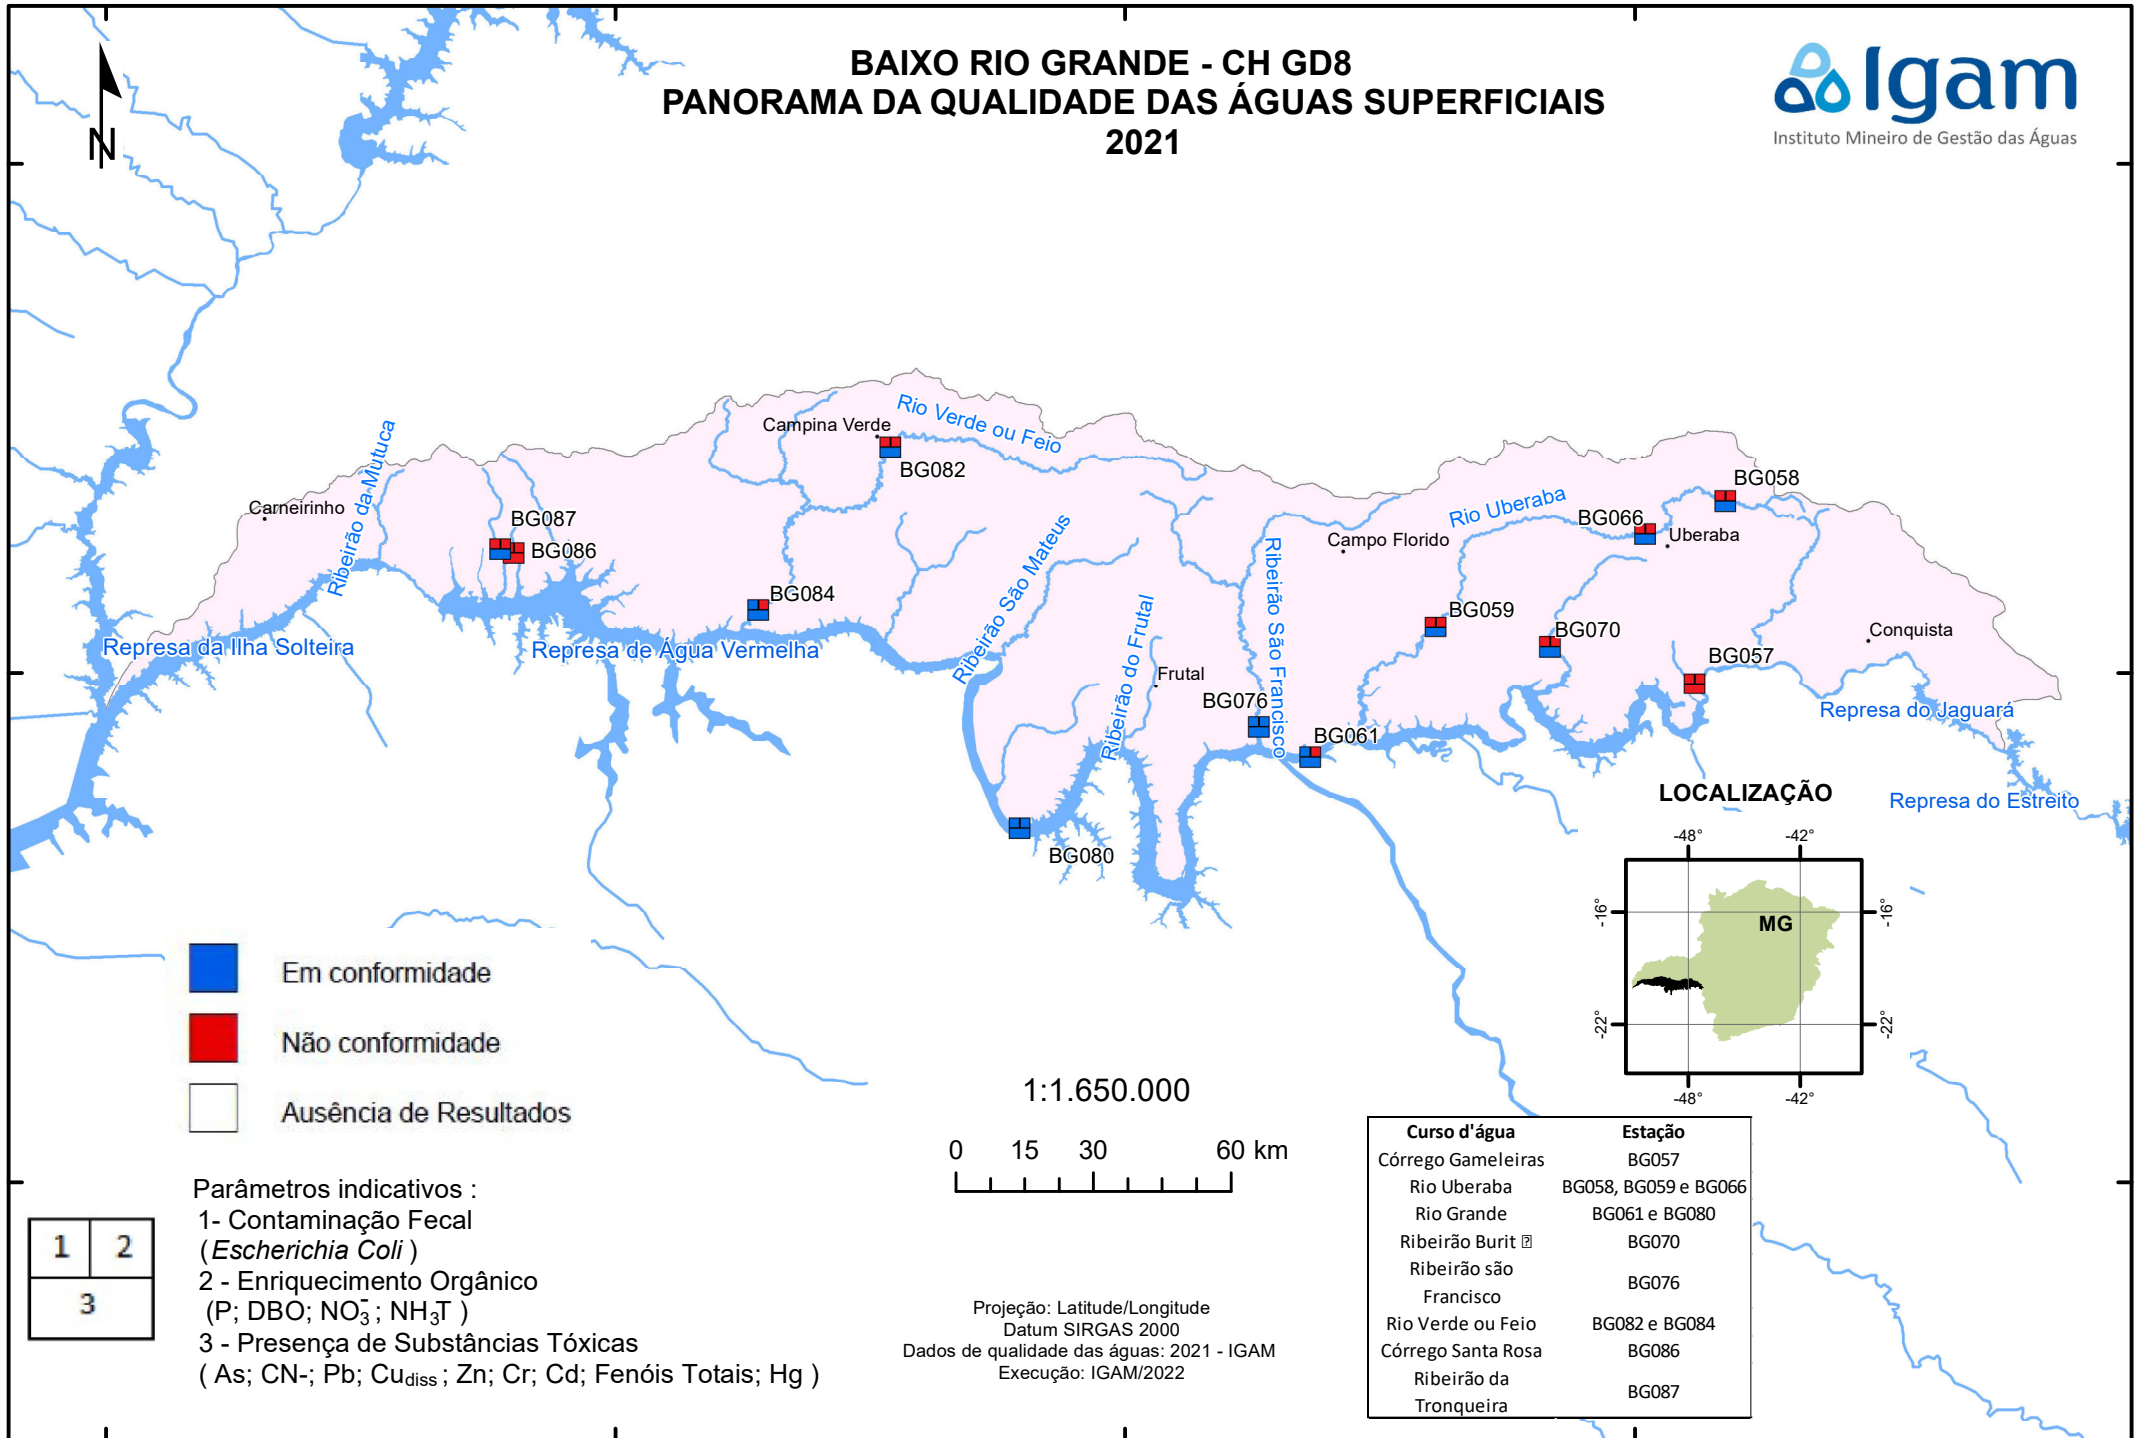 BAIXO RIO GRANDE - CH GD8
PANORAMA DA QUALIDADE DAS ÁGUAS SUPERFICIAIS
2021
Igam
Instituto Mineiro de Gestão das Águas
N
Campina Verde
Rio Verde ou Feio
BG082
Carneirinho
Ribeirão da Mutuca
BG087
BG086
BG084
Represa da Ilha Solteira
Represa de Água Vermelha
Ribeirão São Mateus
Ribeirão do Frutal
Frutal
BG080
Ribeirão São Francisco
BG076
BG061
Campo Florido
Rio Uberaba
BG066
Uberaba
BG058
BG059
BG070
BG057
Conquista
Represa do Jaguará
Represa do Estreito
LOCALIZAÇÃO
-48°
-42°
-16°
-16°
MG
-22°
-22°
-48°
-42°
Em conformidade
Não conformidade
Ausência de Resultados
1:1.650.000
0 15 30 60 km
Parâmetros indicativos :
1- Contaminação Fecal
(Escherichia Coli )
2 - Enriquecimento Orgânico
(P; DBO; NO3-; NH3T )
3 - Presença de Substâncias Tóxicas
( As; CN-; Pb; Cudiss ; Zn; Cr; Cd; Fenóis Totais; Hg )
1 2
3
Projeção: Latitude/Longitude
Datum SIRGAS 2000
Dados de qualidade das águas: 2021 - IGAM
Execução: IGAM/2022
Curso d'água Estação
Córrego Gameleiras BG057
Rio Uberaba BG058, BG059 e BG066
Rio Grande BG061 e BG080
Ribeirão Burit BG070
Ribeirão são
Francisco BG076
Rio Verde ou Feio BG082 e BG084
Córrego Santa Rosa BG086
Ribeirão da
Tronqueira BG087